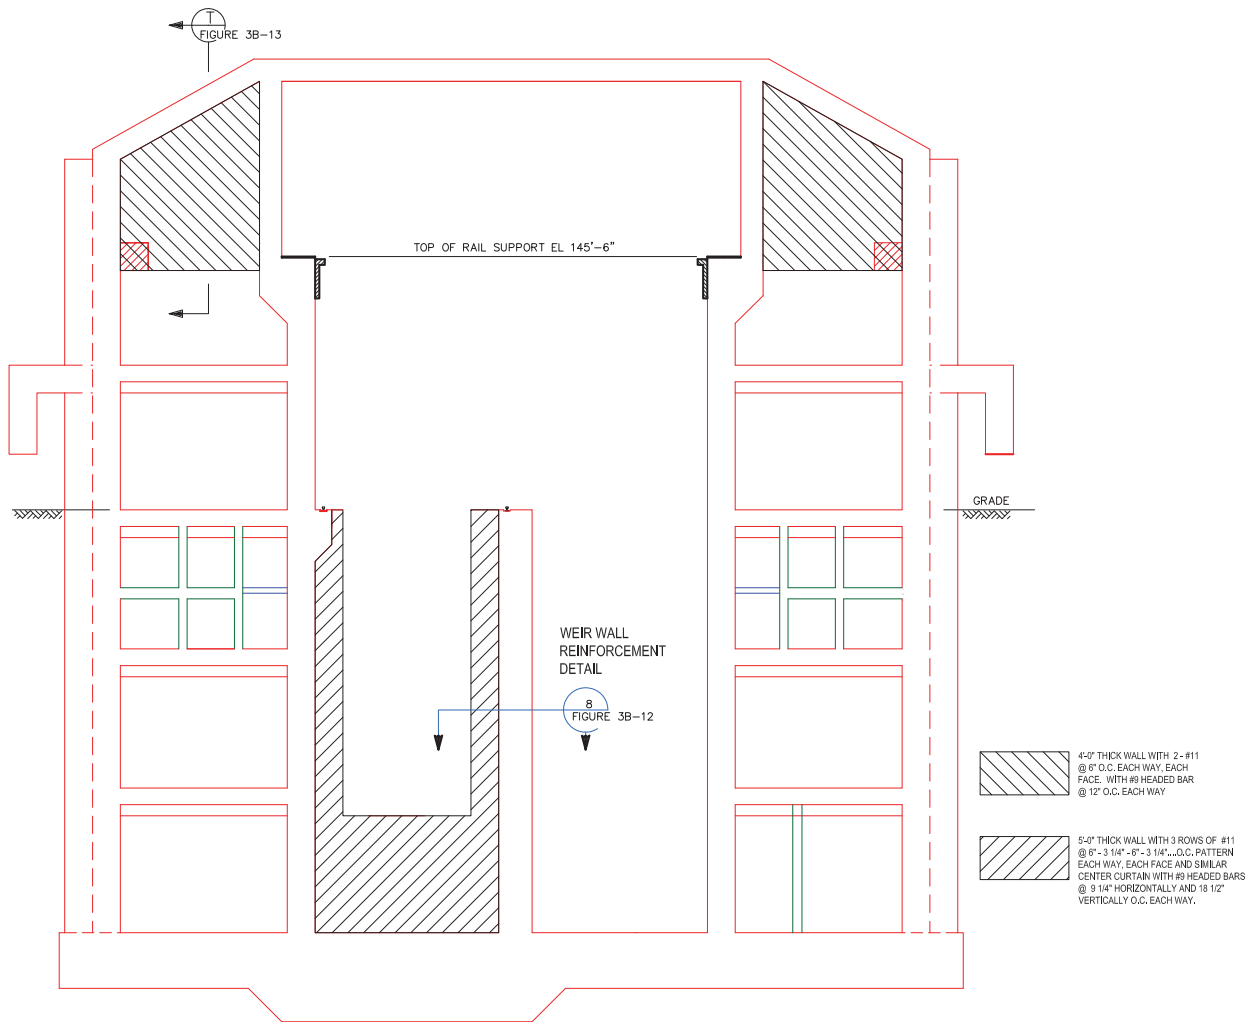 T
FIGURE 3B-13
TOP OF RAIL SUPPORT EL 145'-6"
GRADE
WEIR WALL
REINFORCEMENT
DETAIL
8
FIGURE 3B-12
4'-0" THICK WALL WITH 2 - #11
@ 6" O.C. EACH WAY, EACH
FACE. WITH #9 HEADED BAR
@ 12" O.C. EACH WAY
5'-0" THICK WALL WITH 3 ROWS OF #11
@ 6" - 3 1/4" - 6" - 3 1/4"....O.C. PATTERN
EACH WAY, EACH FACE AND SIMILAR
CENTER CURTAIN WITH #9 HEADED BARS
@ 9 1/4" HORIZONTALLY AND 18 1/2"
VERTICALLY O.C. EACH WAY.